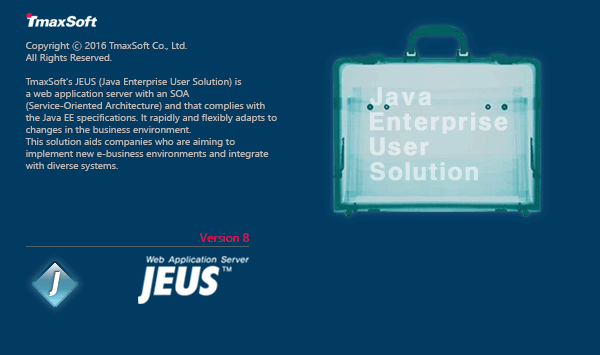 TmaxSoft
Copyright ⓒ 2016 TmaxSoft Co., Ltd.
All Rights Reserved.
TmaxSoft's JEUS (Java Enterprise User Solution) is
a web application server with an SOA
(Service-Oriented Architecture) and that complies with
the Java EE specifications. It rapidly and flexibly adapts to
changes in the business environment.
This solution aids companies who are aiming to
implement new e-business environments and integrate
with diverse systems.
Java
Enterprise
User
Solution
Version 8
J
Web Application Server
JEUS™